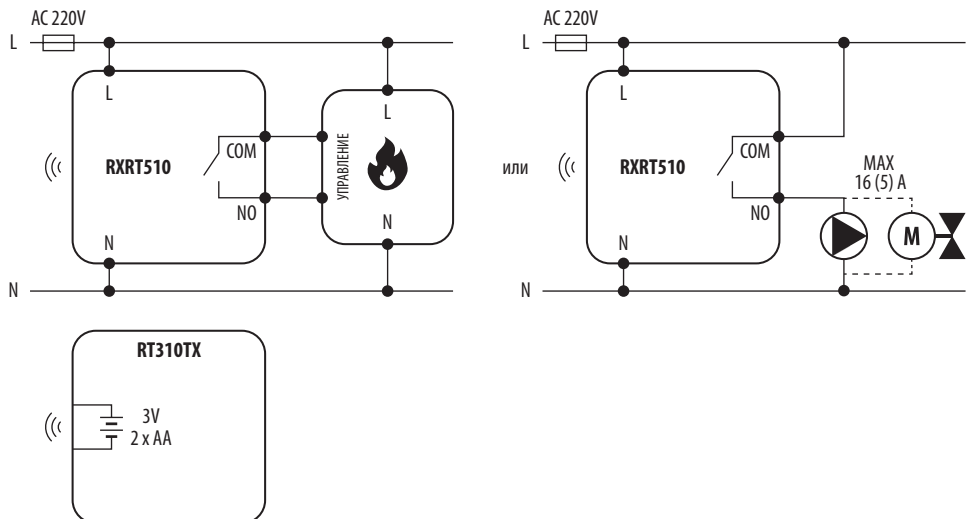 AC 220V
L
L
RXRT510
COM
NO
N
N
УПРАВЛЕНИЕ
L
N
или
AC 220V
L
L
RXRT510
COM
NO
N
N
MAX
16 (5) A
M
RT310TX
3V
2 x AA